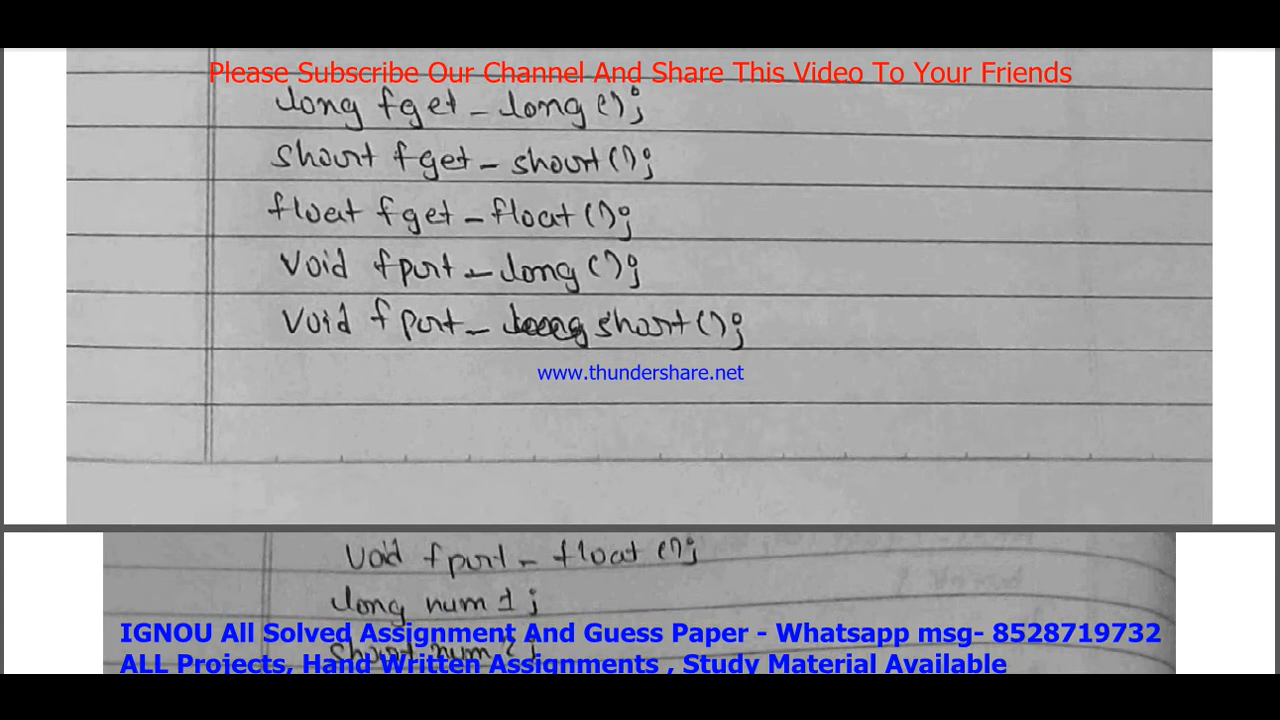 Please Subscribe Our Channel And Share This Video To Your Friends
long fget_long();
short fget_short();
float fget_float();
void fput_long();
void fput_short();
www.thundershare.net
void fput_float();
long num1;
short num2;
IGNOU All Solved Assignment And Guess Paper - Whatsapp msg- 8528719732
ALL Projects, Hand Written Assignments , Study Material Available